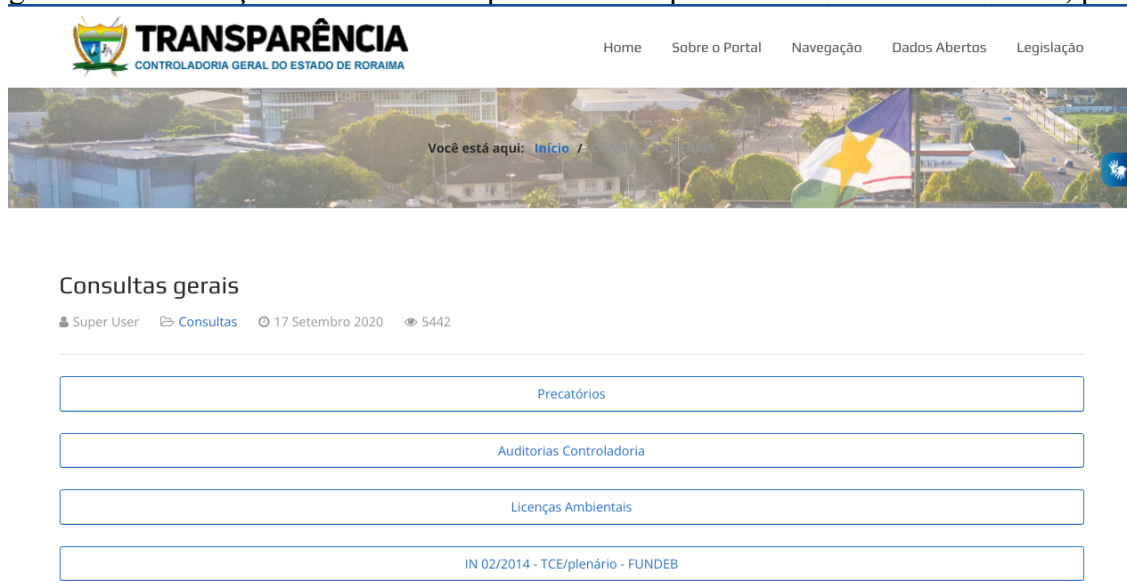 TRANSPARÊNCIA
CONTROLADORIA GERAL DO ESTADO DE RORAIMA
Home Sobre o Portal Navegação Dados Abertos Legislação
Você está aqui: Início /
Consultas gerais
Super User Consultas 17 Setembro 2020 5442
Precatórios
Auditorias Controladoria
Licenças Ambientais
IN 02/2014 - TCE/plenário - FUNDEB